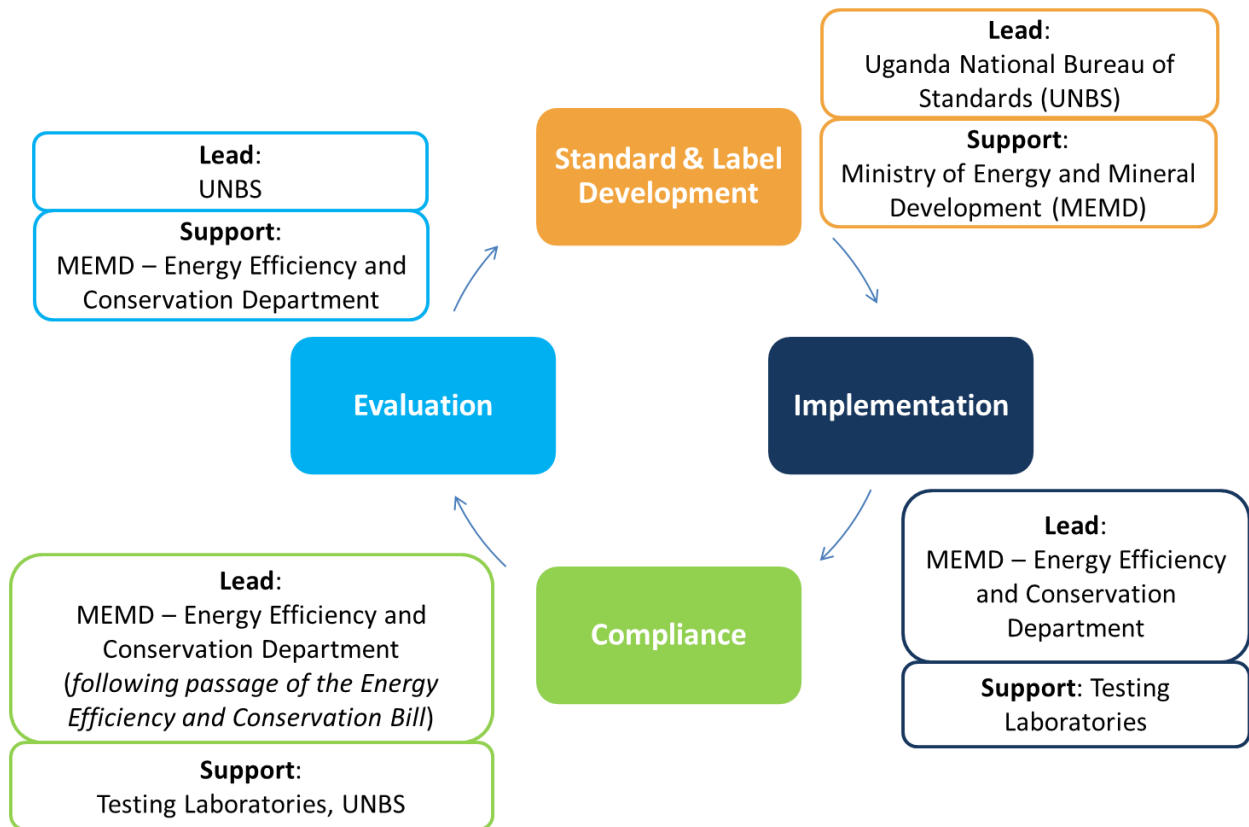 Lead:
Uganda National Bureau of
Standards (UNBS)
Support:
Ministry of Energy and Mineral
Development (MEMD)
Standard & Label
Development
Lead:
UNBS
Support:
MEMD – Energy Efficiency and
Conservation Department
Evaluation
Implementation
Lead:
MEMD – Energy Efficiency
and Conservation
Department
Support: Testing
Laboratories
Compliance
Lead:
MEMD – Energy Efficiency and
Conservation Department
(following passage of the Energy
Efficiency and Conservation Bill)
Support:
Testing Laboratories, UNBS